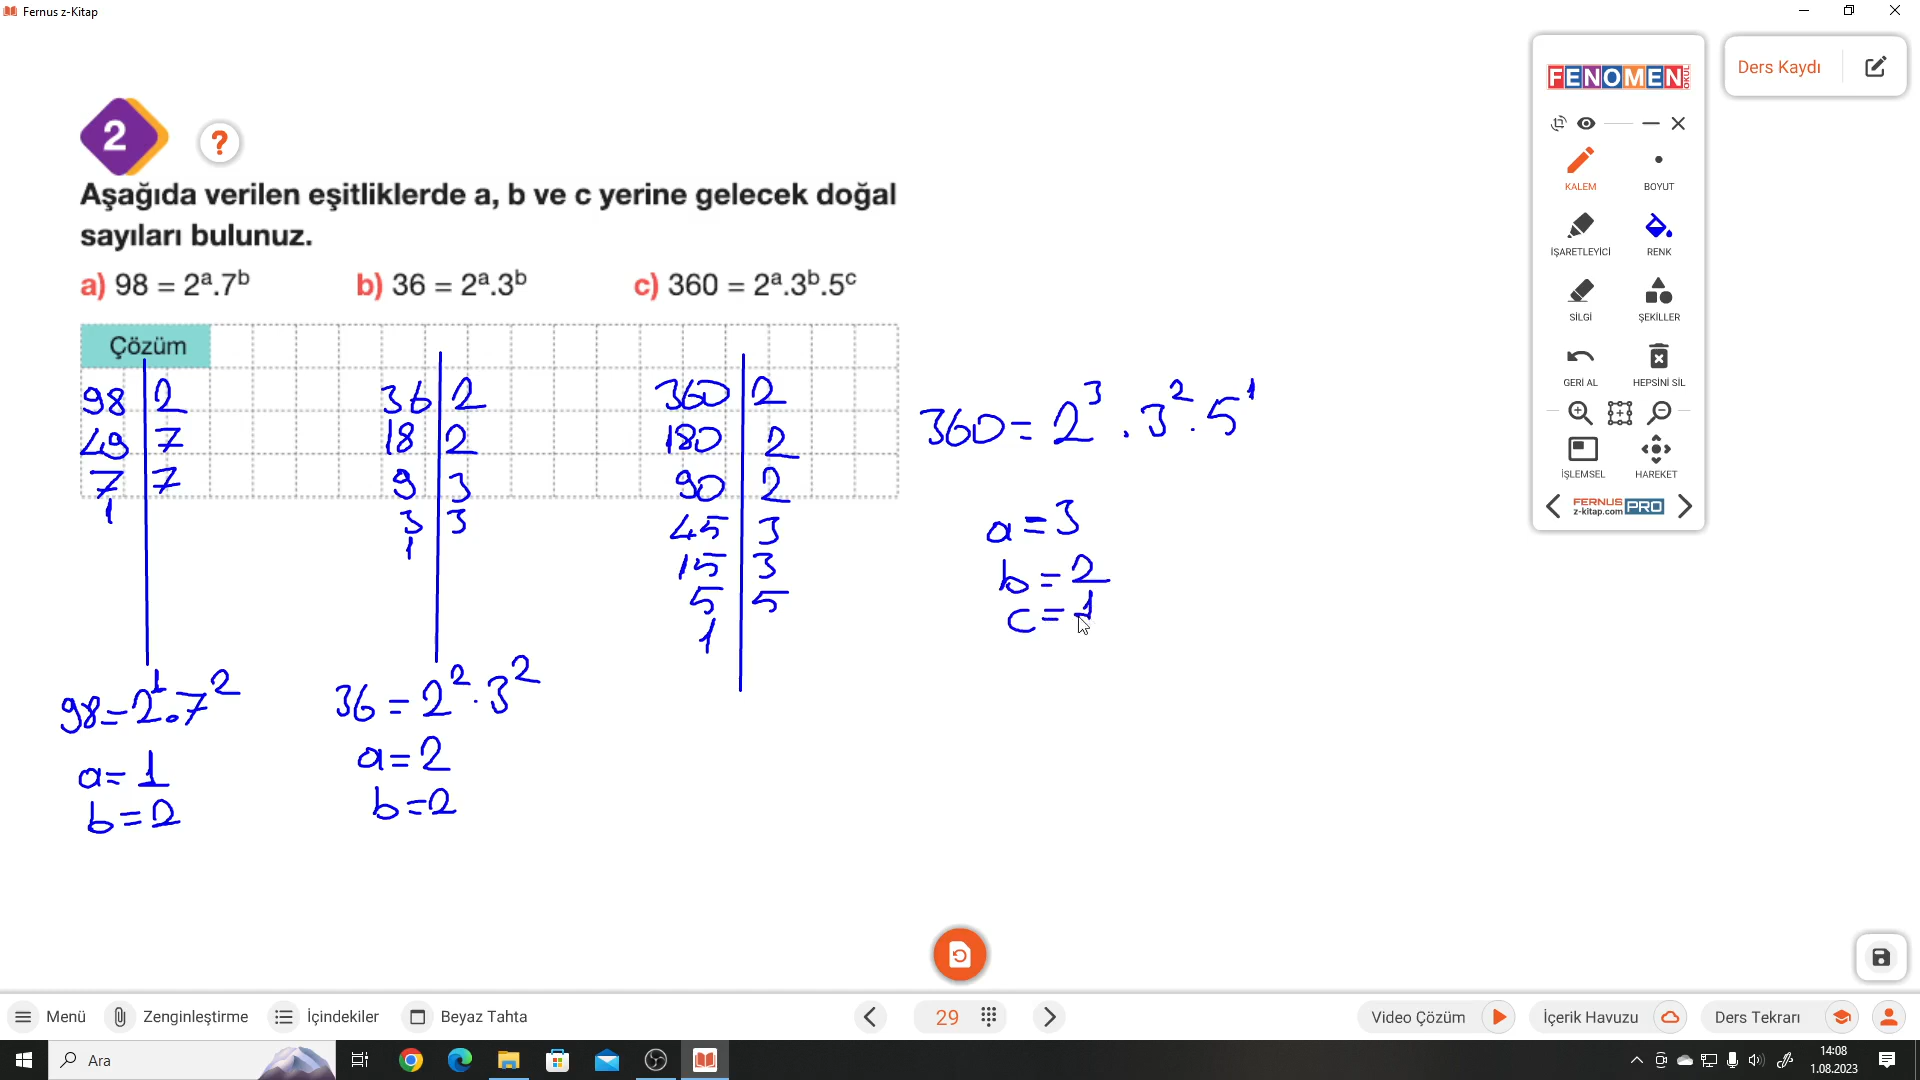 Fernus z-Kitap
FENOMEN OKUL
Ders Kaydı
2
?
KALEM
BOYUT
Aşağıda verilen eşitliklerde a, b ve c yerine gelecek doğal
sayıları bulunuz.
İŞARETLEYİCİ
RENK
a) 98 = 2ᵃ.7ᵇ
b) 36 = 2ᵃ.3ᵇ
c) 360 = 2ᵃ.3ᵇ.5ᶜ
SİLGİ
ŞEKİLLER
Çözüm
GERİ AL
HEPSİNİ SİL
İŞLEMSEL
HAREKET
FERNUS
z-kitap.com PRO
98 | 2
49 | 7
7 | 7
1
36 | 2
18 | 2
9 | 3
3 | 3
1
360 | 2
180 | 2
90 | 2
45 | 3
15 | 3
5 | 5
1
360 = 2³ . 3² . 5¹
a = 3
b = 2
c = 1
98 = 2¹ . 7²
a = 1
b = 2
36 = 2² . 3²
a = 2
b = 2
Menü
Zenginleştirme
İçindekiler
Beyaz Tahta
29
Video Çözüm
İçerik Havuzu
Ders Tekrarı
Ara
14:08
1.08.2023